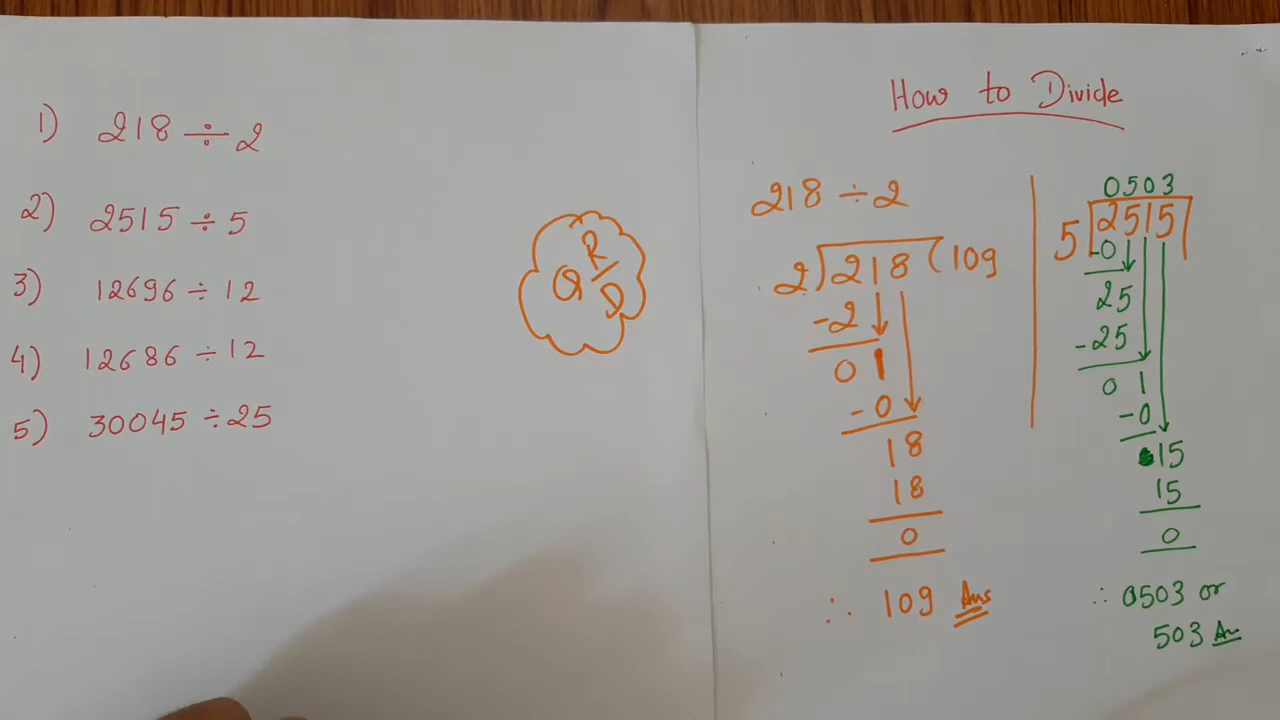 1) 218 ÷ 2
2) 2515 ÷ 5
3) 12696 ÷ 12
4) 12686 ÷ 12
5) 30045 ÷ 25
Q R/D
How to Divide
218 ÷ 2
2)218(109
-2
01
-0
18
18
0
∴ 109 Ans
0503
5 2515
-0
25
-25
01
-0
15
15
0
∴ 0503 or
503 An